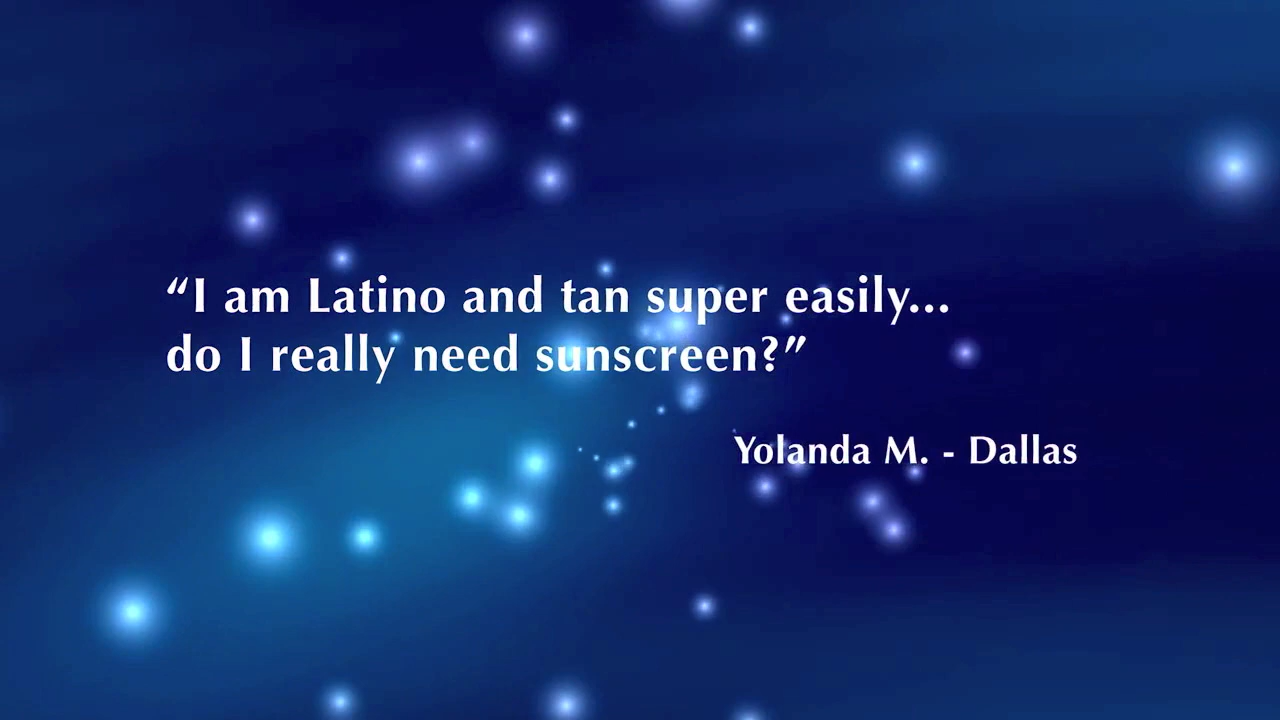 “I am Latino and tan super easily...
do I really need sunscreen?”
Yolanda M. - Dallas